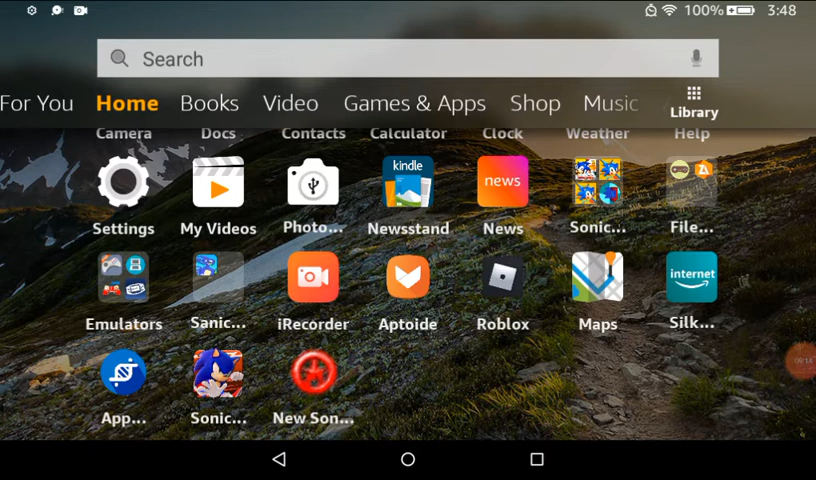 100% 3:48
Search
For You Home Books Video Games & Apps Shop Music Library
Camera Docs Contacts Calculator Clock Weather Help
kindle news
Settings My Videos Photo... Newsstand News Sonic... File...
internet
Emulators Sanic... iRecorder Aptoide Roblox Maps Silk...
09:14
App... Sonic... New Son...